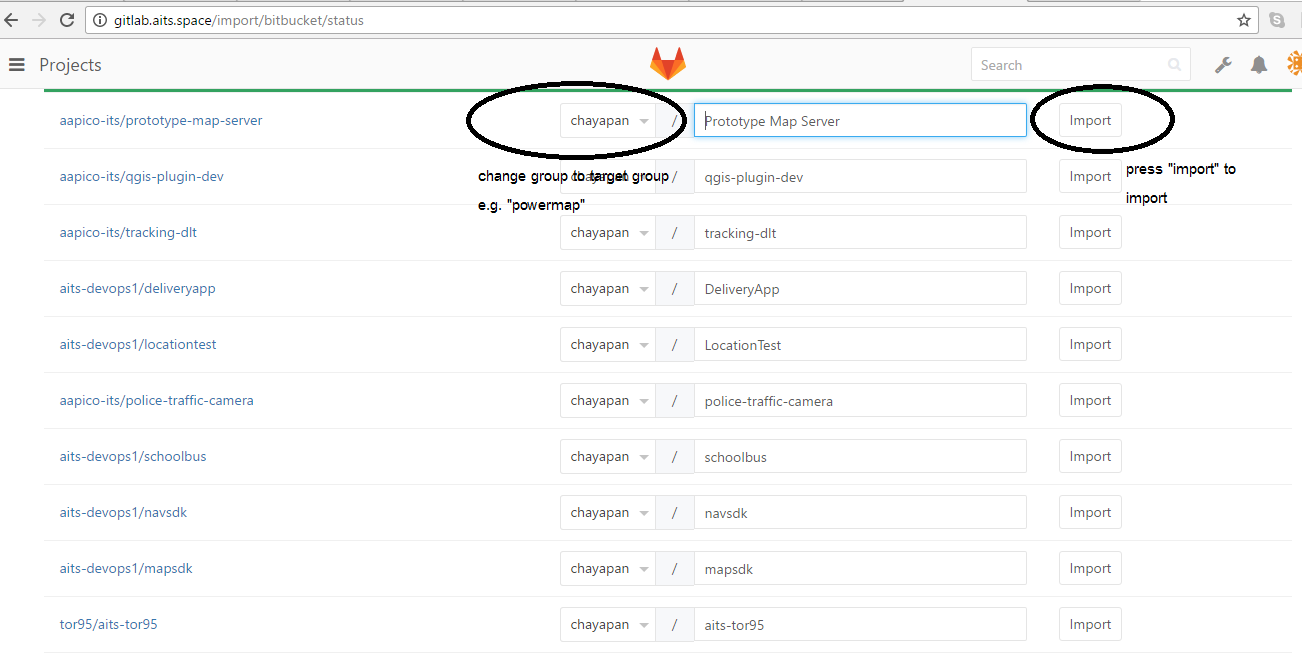 gitlab.aits.space/import/bitbucket/status
Projects
Search
aapico-its/prototype-map-server chayapan / Prototype Map Server Import
aapico-its/qgis-plugin-dev chayapan / qgis-plugin-dev Import
change group to target group
e.g. "powermap"
press "import" to
import
aapico-its/tracking-dlt chayapan / tracking-dlt Import
aits-devops1/deliveryapp chayapan / DeliveryApp Import
aits-devops1/locationtest chayapan / LocationTest Import
aapico-its/police-traffic-camera chayapan / police-traffic-camera Import
aits-devops1/schoolbus chayapan / schoolbus Import
aits-devops1/navsdk chayapan / navsdk Import
aits-devops1/mapsdk chayapan / mapsdk Import
tor95/aits-tor95 chayapan / aits-tor95 Import